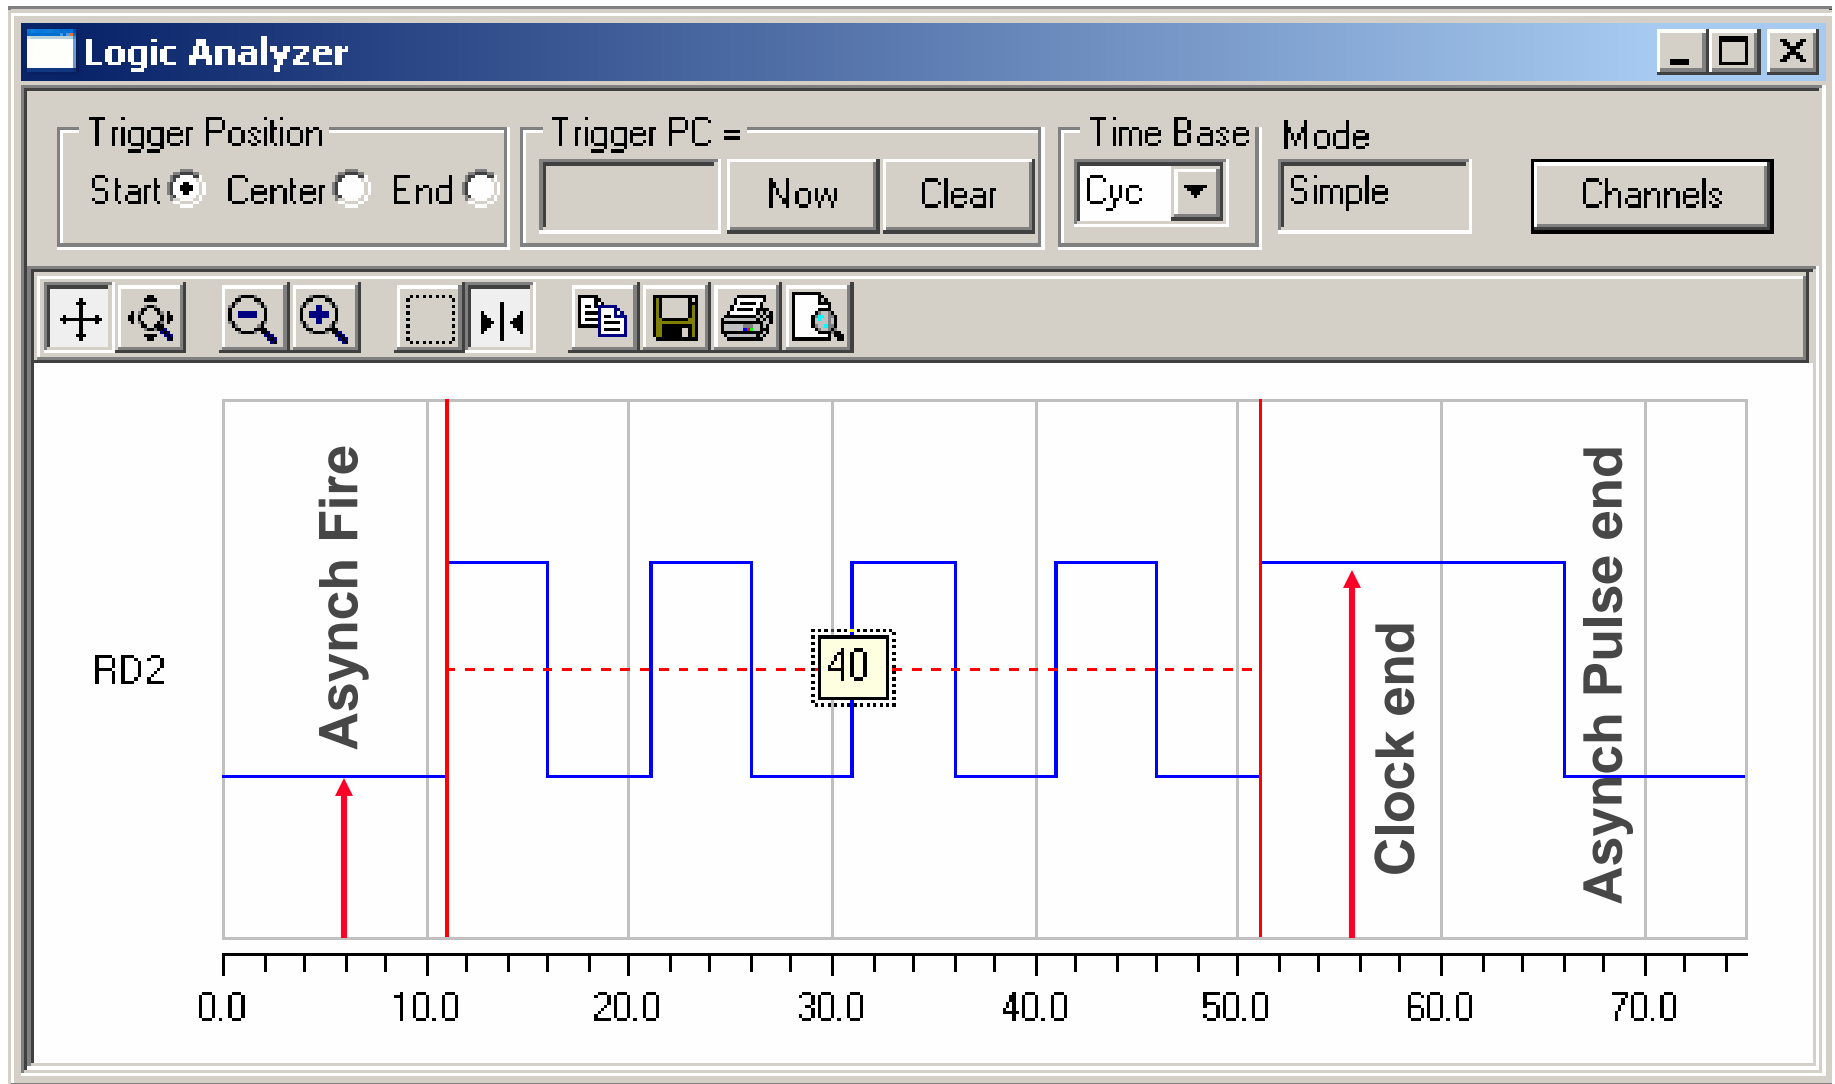 Logic Analyzer
Trigger Position
Start Center End
Trigger PC =
Now Clear
Time Base
Cyc
Mode
Simple
Channels
Asynch Fire
RD2
40
Clock end
Asynch Pulse end
0.0 10.0 20.0 30.0 40.0 50.0 60.0 70.0